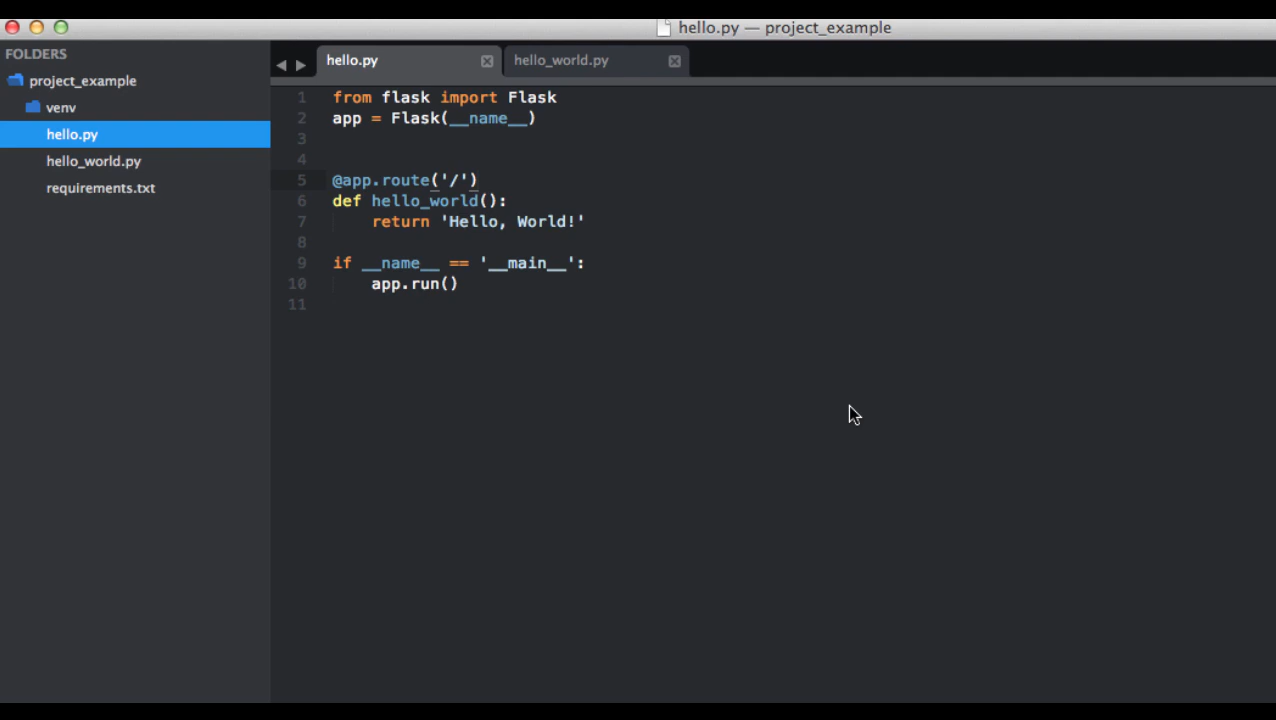 hello.py — project_example
FOLDERS
project_example
venv
hello.py
hello_world.py
requirements.txt
hello.py
hello_world.py
1 from flask import Flask
2 app = Flask(__name__)
3
4
5 @app.route('/')
6 def hello_world():
7     return 'Hello, World!'
8
9 if __name__ == '__main__':
10     app.run()
11